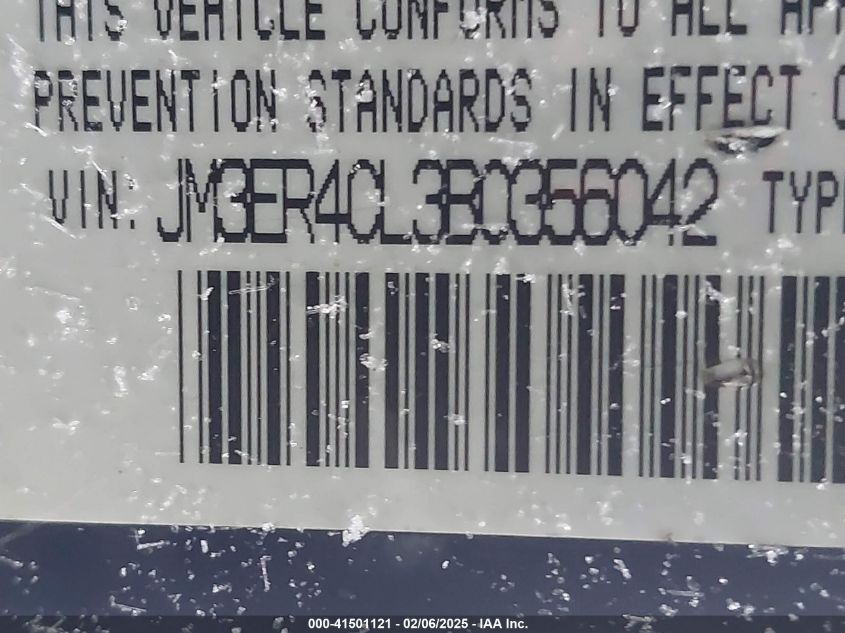 THIS VEHICLE CONFORMS TO ALL
PREVENTION STANDARDS IN EFFECT
VIN: JM3ER4CL3B0356042 TYP
000-41501121 - 02/06/2025 - IAA Inc.